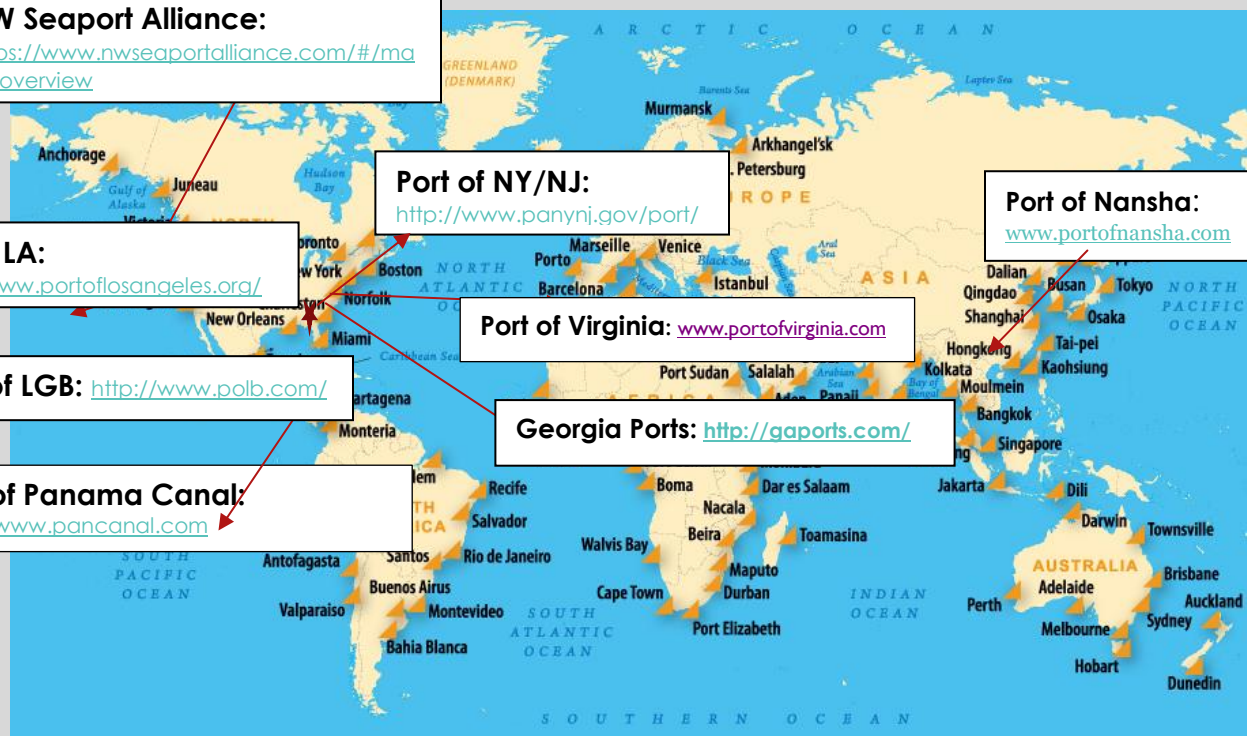 W Seaport Alliance:
ps://www.nwseaportalliance.com/#/ma
overview
ARCTIC OCEAN
GREENLAND
(DENMARK)
Barents Sea
Laptev Sea
Murmansk
Arkhangel'sk
. Petersburg
Anchorage
Gulf of
Alaska
Juneau
Hudson
Bay
Port of NY/NJ:
http://www.panynj.gov/port/
ROPE
Port of Nansha:
www.portofnansha.com
LA:
www.portoflosangeles.org/
oronto
w York
Boston
Norfolk
New Orleans
Miami
NORTH
ATLANTIC
Porto
Marseille
Venice
Barcelona
Black Sea
Istanbul
Aral
Sea
ASIA
Dalian
Qingdao
Shanghai
Busan
Tokyo
Osaka
NORTH
PACIFIC
OCEAN
Port of Virginia: www.portofvirginia.com
Hongkong
Tai-pei
Kaohsiung
Caribbean Sea
of LGB: http://www.polb.com/
artagena
Monteria
Port Sudan
Salalah
Arabian
Sea
Panaji
Kolkata
Bay of
Bengal
Moulmein
Bangkok
Singapore
Georgia Ports: http://gaports.com/
of Panama Canal:
www.pancanal.com
lem
Recife
TH
ICA
Salvador
Boma
Dar es Salaam
Nacala
Beira
Toamasina
Jakarta
Dili
Darwin
Townsville
SOUTH
PACIFIC
OCEAN
Antofagasta
Santos
Rio de Janeiro
Walvis Bay
Maputo
AUSTRALIA
Adelaide
Brisbane
Buenos Airus
Valparaiso
Montevideo
Bahia Blanca
SOUTH
ATLANTIC
OCEAN
Cape Town
Durban
Port Elizabeth
INDIAN
OCEAN
Perth
Melbourne
Sydney
Auckland
Hobart
Dunedin
SOUTHERN OCEAN